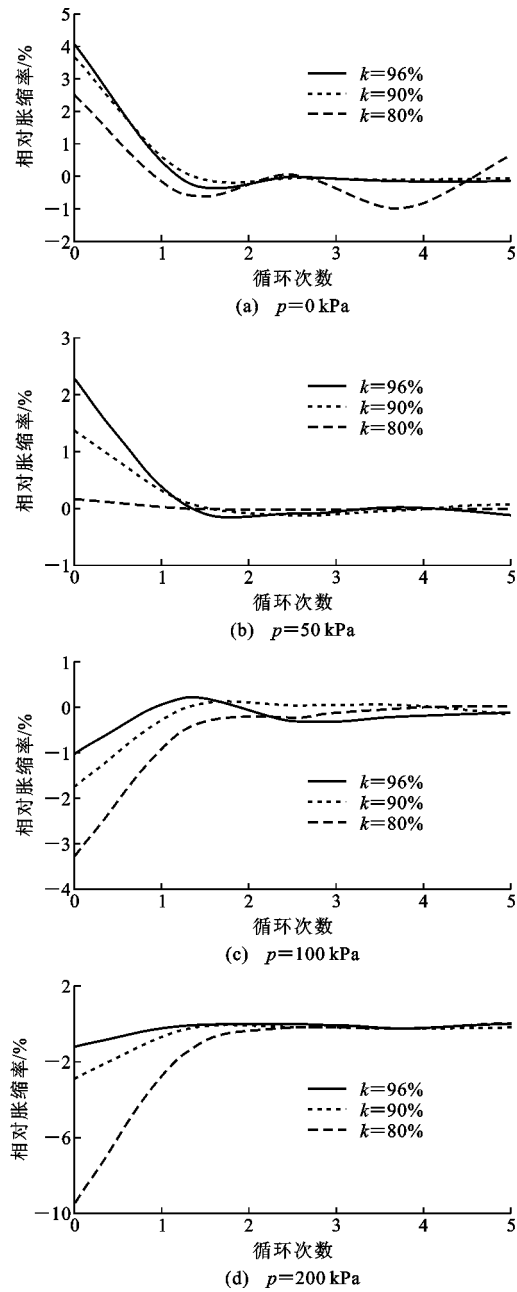 相对胀缩率/%
5
4
3
2
1
0
−1
−2
k=96%
k=90%
k=80%
0 1 2 3 4 5
循环次数
(a) p=0 kPa
相对胀缩率/%
3
2
1
0
−1
k=96%
k=90%
k=80%
0 1 2 3 4 5
循环次数
(b) p=50 kPa
相对胀缩率/%
1
0
−1
−2
−3
−4
k=96%
k=90%
k=80%
0 1 2 3 4 5
循环次数
(c) p=100 kPa
相对胀缩率/%
2
−2
−6
−10
k=96%
k=90%
k=80%
0 1 2 3 4 5
循环次数
(d) p=200 kPa